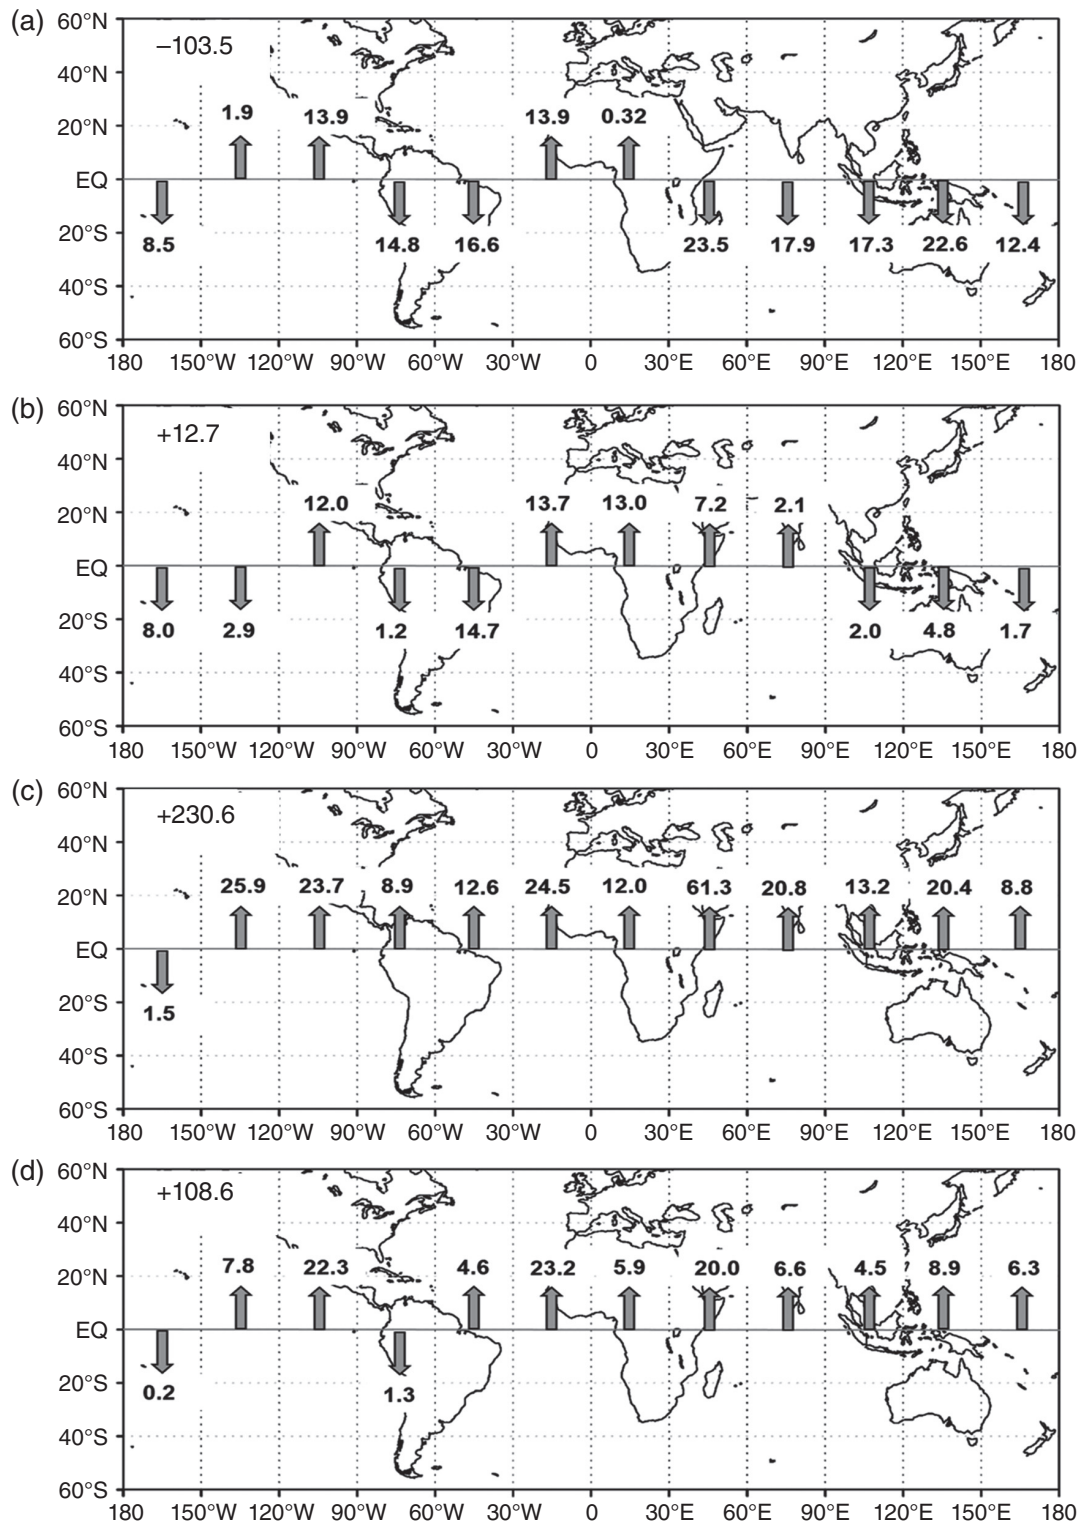 (a)
60°N
−103.5
40°N
1.9 13.9 13.9 0.32
20°N
EQ
20°S
8.5 14.8 16.6 23.5 17.9 17.3 22.6 12.4
40°S
60°S
180 150°W 120°W 90°W 60°W 30°W 0 30°E 60°E 90°E 120°E 150°E 180
(b)
60°N
+12.7
40°N
12.0 13.7 13.0 7.2 2.1
20°N
EQ
20°S
8.0 2.9 1.2 14.7 2.0 4.8 1.7
40°S
60°S
180 150°W 120°W 90°W 60°W 30°W 0 30°E 60°E 90°E 120°E 150°E 180
(c)
60°N
+230.6
40°N
25.9 23.7 8.9 12.6 24.5 12.0 61.3 20.8 13.2 20.4 8.8
20°N
EQ
20°S
1.5
40°S
60°S
180 150°W 120°W 90°W 60°W 30°W 0 30°E 60°E 90°E 120°E 150°E 180
(d)
60°N
+108.6
40°N
7.8 22.3 4.6 23.2 5.9 20.0 6.6 4.5 8.9 6.3
20°N
EQ
20°S
0.2 1.3
40°S
60°S
180 150°W 120°W 90°W 60°W 30°W 0 30°E 60°E 90°E 120°E 150°E 180